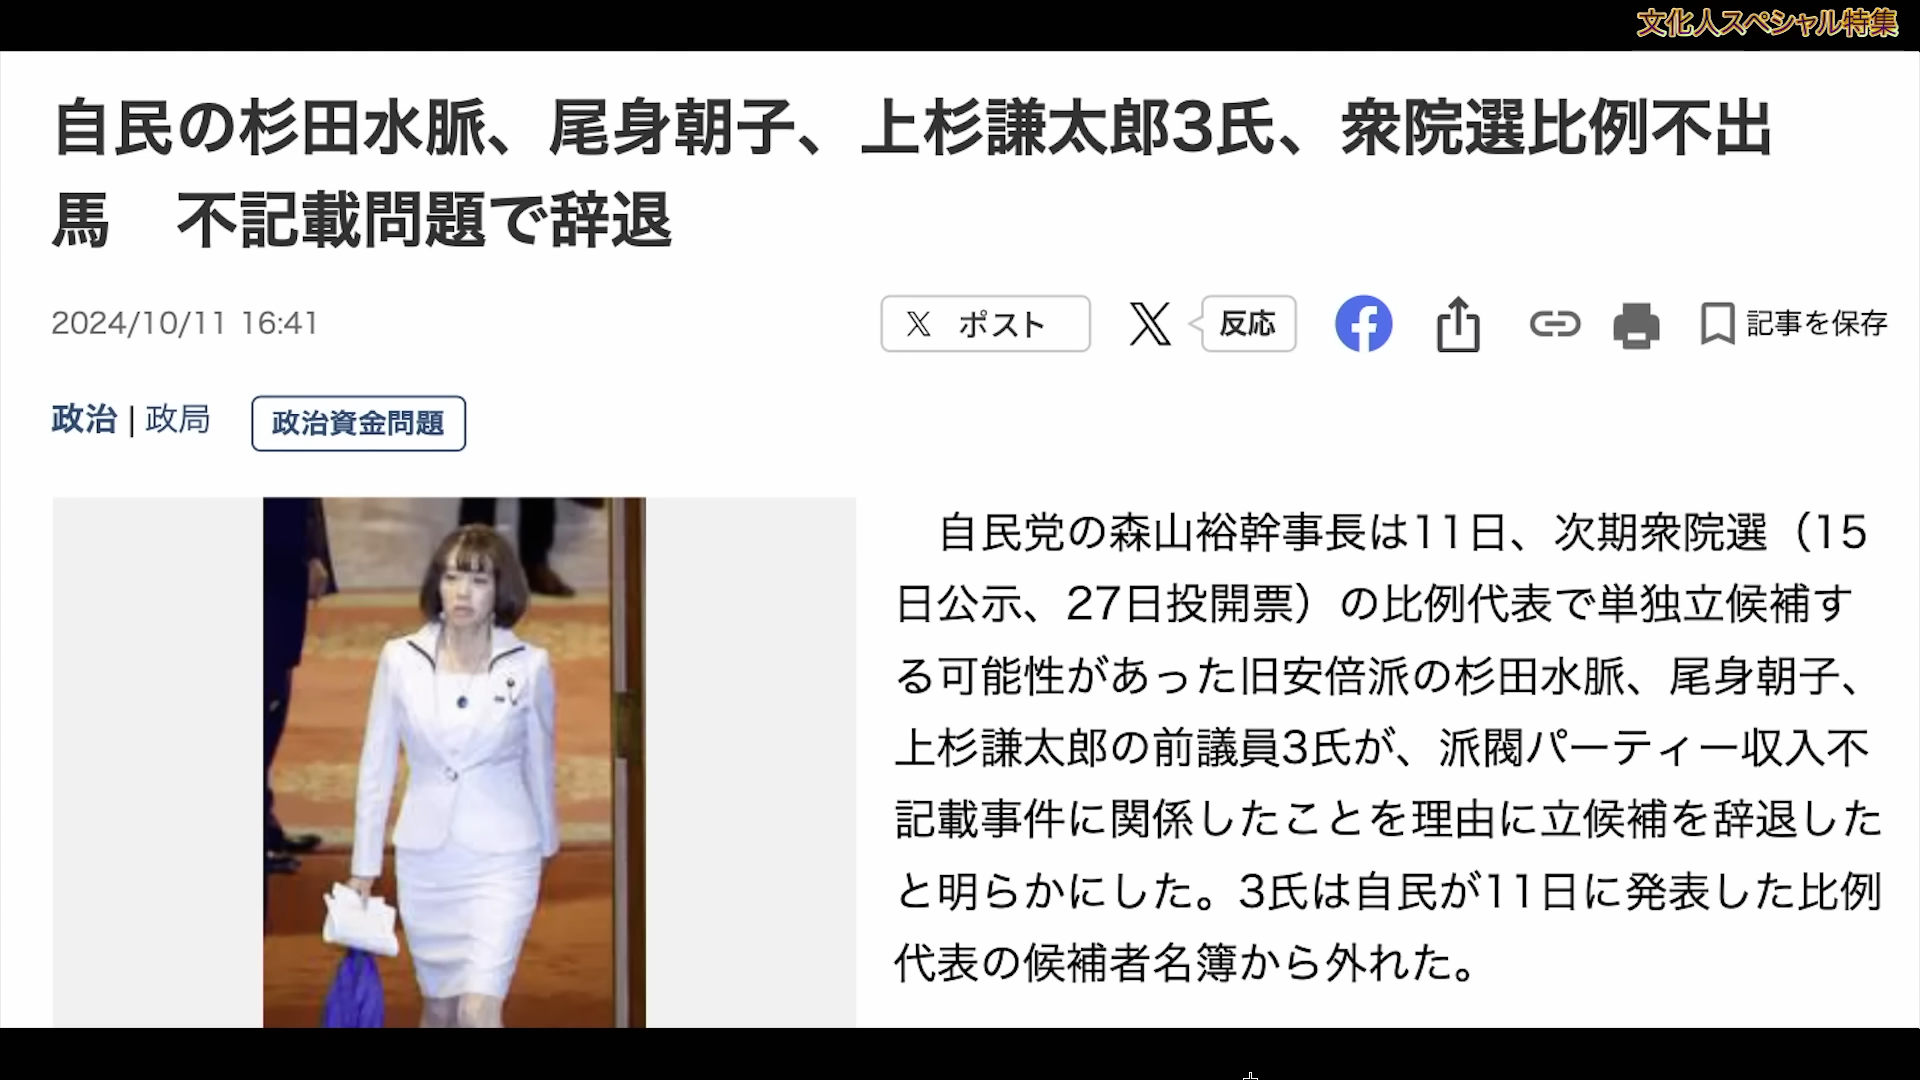 文化人スペシャル特集
自民の杉田水脈、尾身朝子、上杉謙太郎3氏、衆院選比例不出
馬　不記載問題で辞退
2024/10/11 16:41
X ポスト X 反応 記事を保存
政治 | 政局 政治資金問題
自民党の森山裕幹事長は11日、次期衆院選（15
日公示、27日投開票）の比例代表で単独立候補す
る可能性があった旧安倍派の杉田水脈、尾身朝子、
上杉謙太郎の前議員3氏が、派閥パーティー収入不
記載事件に関係したことを理由に立候補を辞退した
と明らかにした。3氏は自民が11日に発表した比例
代表の候補者名簿から外れた。